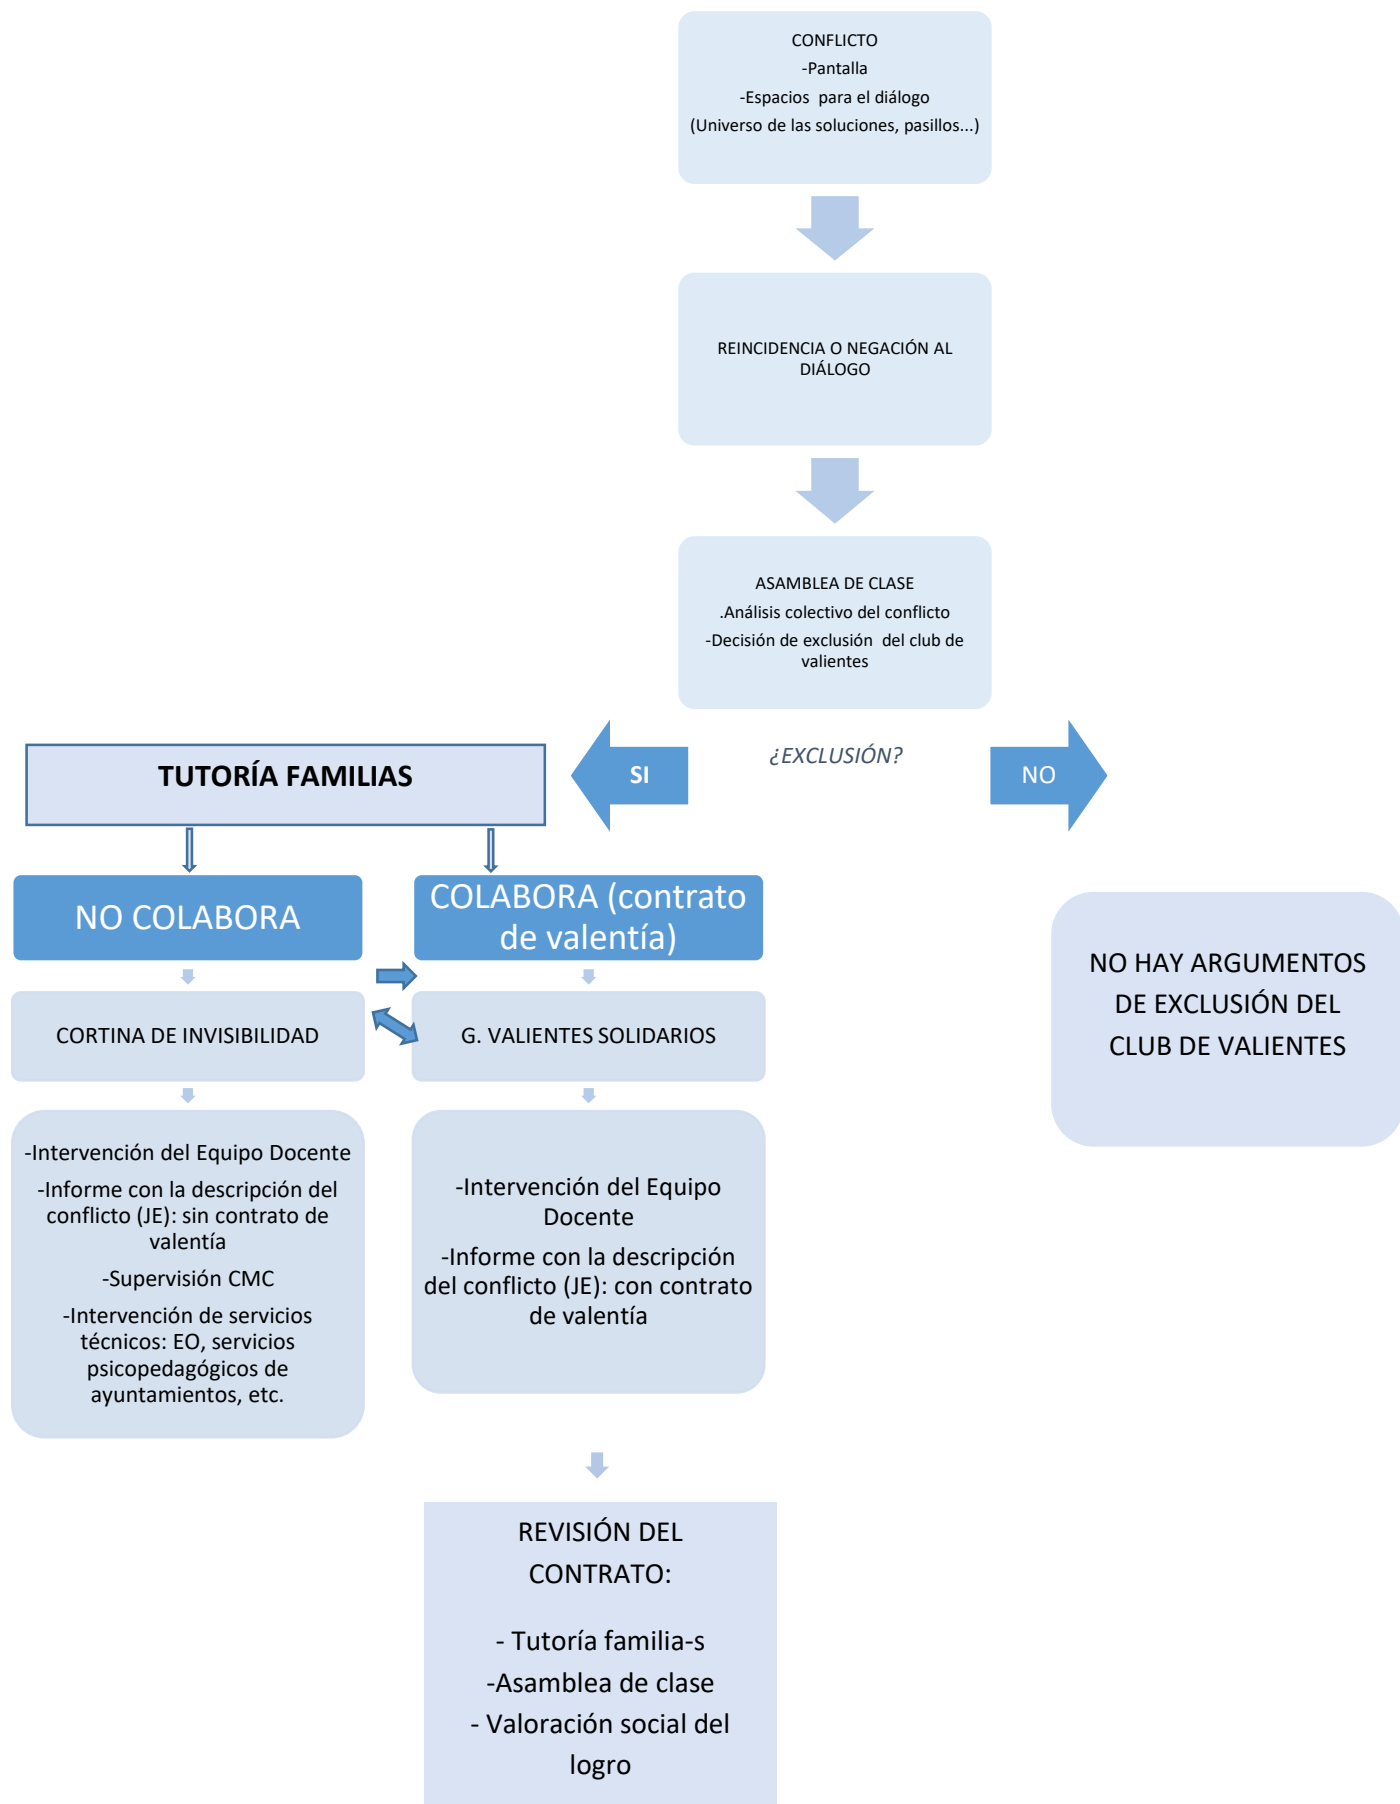 CONFLICTO
-Pantalla
-Espacios para el diálogo
(Universo de las soluciones, pasillos...)
REINCIDENCIA O NEGACIÓN AL
DIÁLOGO
ASAMBLEA DE CLASE
.Análisis colectivo del conflicto
-Decisión de exclusión del club de
valientes
¿EXCLUSIÓN?
SI
NO
TUTORÍA FAMILIAS
NO COLABORA
COLABORA (contrato
de valentía)
CORTINA DE INVISIBILIDAD
G. VALIENTES SOLIDARIOS
NO HAY ARGUMENTOS
DE EXCLUSIÓN DEL
CLUB DE VALIENTES
-Intervención del Equipo Docente
-Informe con la descripción del
conflicto (JE): sin contrato de
valentía
-Supervisión CMC
-Intervención de servicios
técnicos: EO, servicios
psicopedagógicos de
ayuntamientos, etc.
-Intervención del Equipo
Docente
-Informe con la descripción
del conflicto (JE): con contrato
de valentía
REVISIÓN DEL
CONTRATO:
- Tutoría familia-s
-Asamblea de clase
- Valoración social del
logro